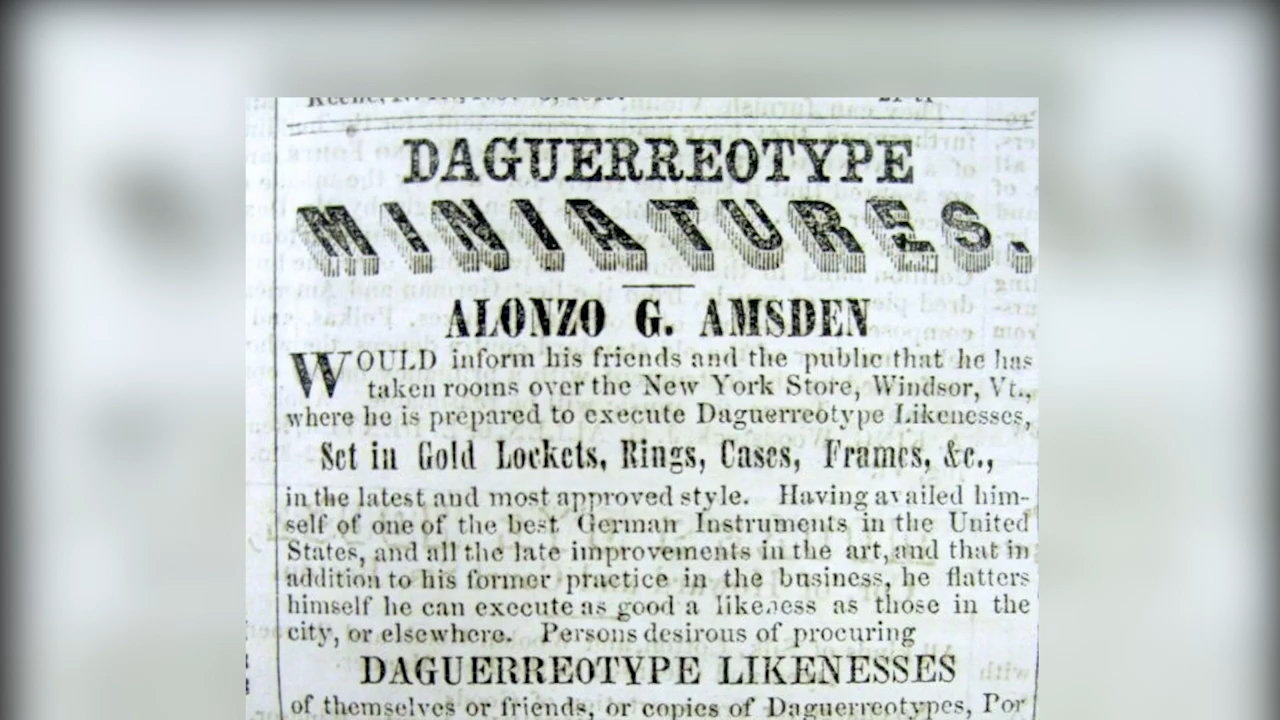 DAGUERREOTYPE
MINIATURES.
ALONZO G. AMSDEN
WOULD inform his friends and the public that he has
taken rooms over the New York Store, Windsor, Vt.,
where he is prepared to execute Daguerreotype Likenesses,
Set in Gold Lockets, Rings, Cases, Frames, &c.,
in the latest and most approved style. Having availed him-
self of one of the best German Instruments in the United
States, and all the late improvements in the art, and that in
addition to his former practice in the business, he flatters
himself he can execute as good a likeness as those in the
city, or elsewhere. Persons desirous of procuring
DAGUERREOTYPE LIKENESSES
of themselves or friends, or copies of Daguerreotypes, Por